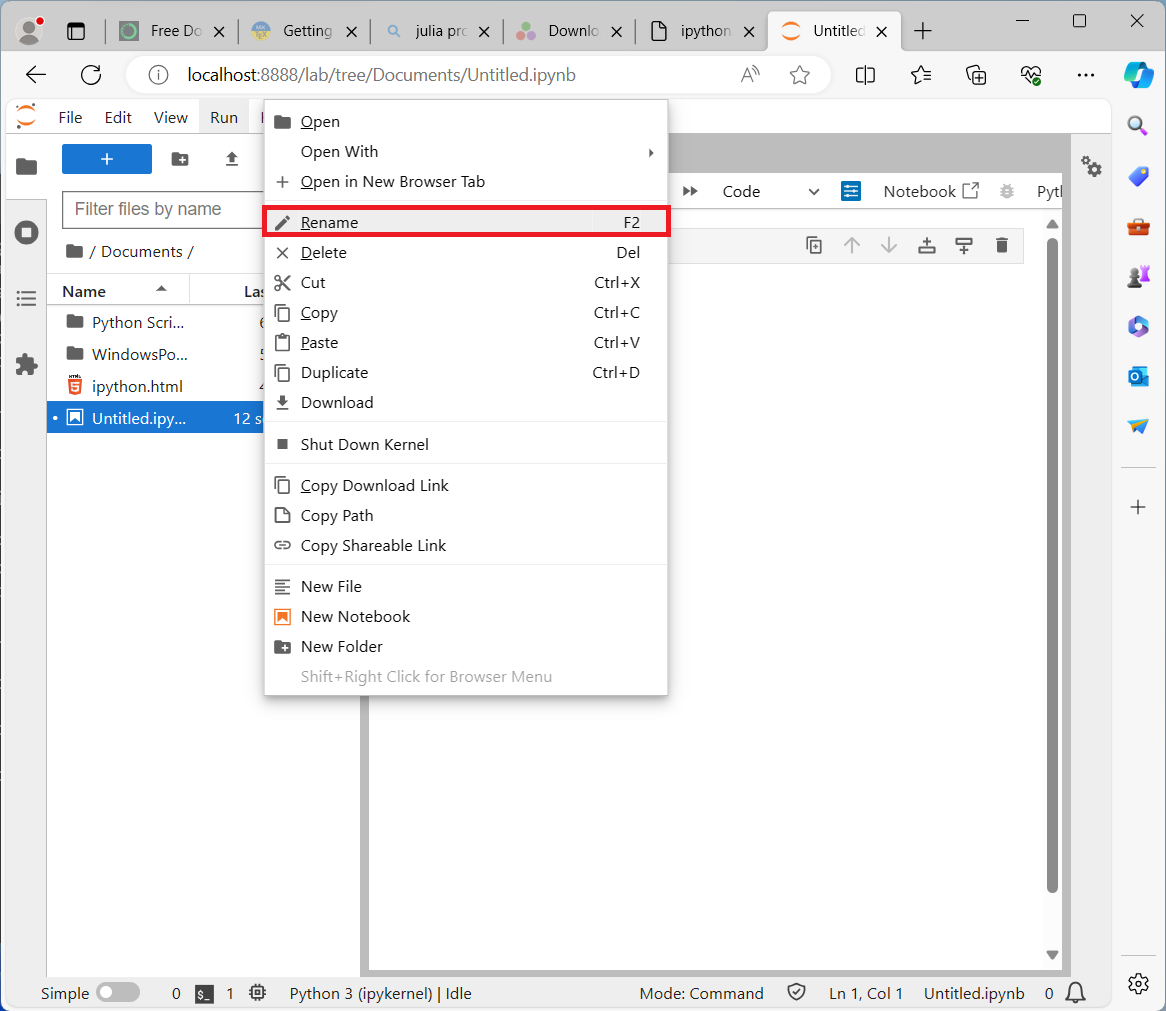 Free Do
Getting
julia pro
Downlo
ipython
Untitled
localhost:8888/lab/tree/Documents/Untitled.ipynb
File Edit View Run
Open
Open With
Open in New Browser Tab
Code
Notebook
Pyth
Filter files by name
Rename F2
/ Documents /
Delete Del
Name Las
Cut Ctrl+X
Copy Ctrl+C
Python Scri...
Paste Ctrl+V
WindowsPo...
Duplicate Ctrl+D
ipython.html
Download
Untitled.ipy... 12 s
Shut Down Kernel
Copy Download Link
Copy Path
Copy Shareable Link
New File
New Notebook
New Folder
Shift+Right Click for Browser Menu
Simple 0 $_ 1 Python 3 (ipykernel) | Idle Mode: Command Ln 1, Col 1 Untitled.ipynb 0